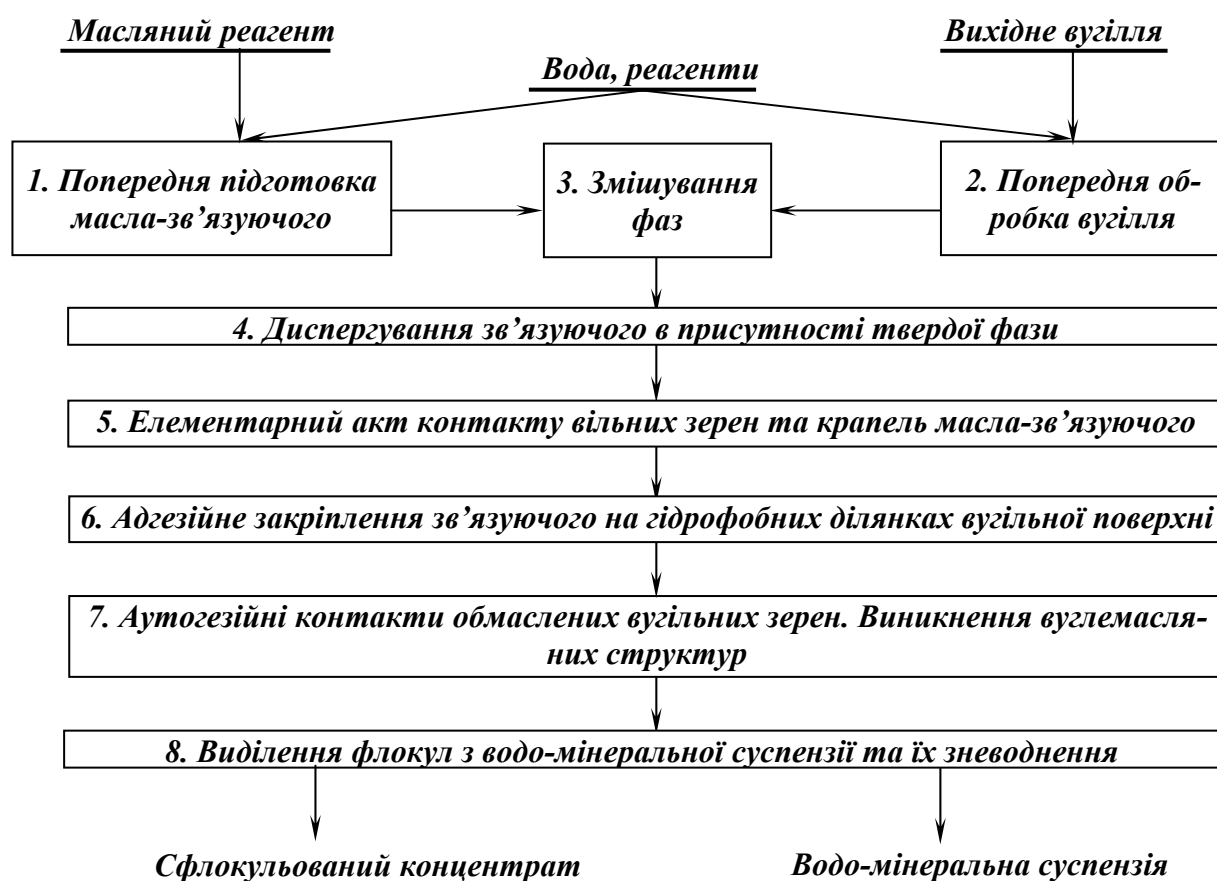 Масляний реагент
Вихідне вугілля
Вода, реагенти
1. Попередня підготовка
масла-зв’язуючого
3. Змішування
фаз
2. Попередня об-
робка вугілля
4. Диспергування зв’язуючого в присутності твердої фази
5. Елементарний акт контакту вільних зерен та крапель масла-зв’язуючого
6. Адгезійне закріплення зв’язуючого на гідрофобних ділянках вугільної поверхні
7. Аутогезійні контакти обмаслених вугільних зерен. Виникнення вуглемасля-
них структур
8. Виділення флокул з водо-мінеральної суспензії та їх зневоднення
Сфлокульований концентрат
Водо-мінеральна суспензія